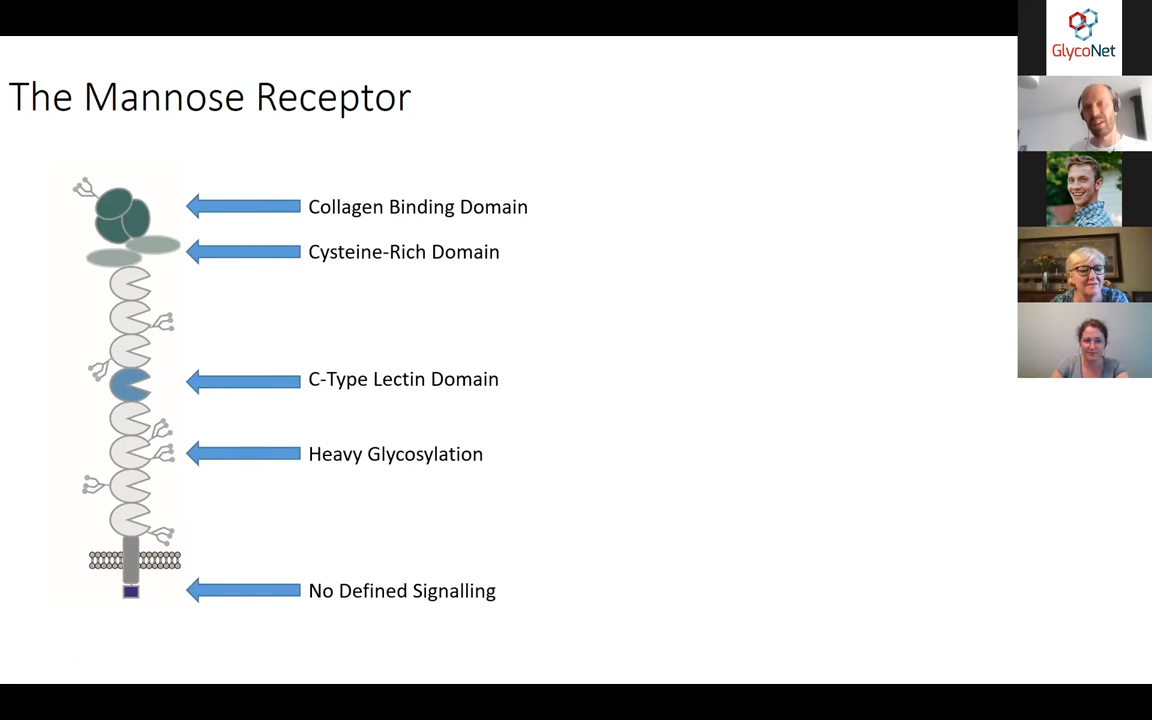 GlycoNet
The Mannose Receptor
Collagen Binding Domain
Cysteine-Rich Domain
C-Type Lectin Domain
Heavy Glycosylation
No Defined Signalling